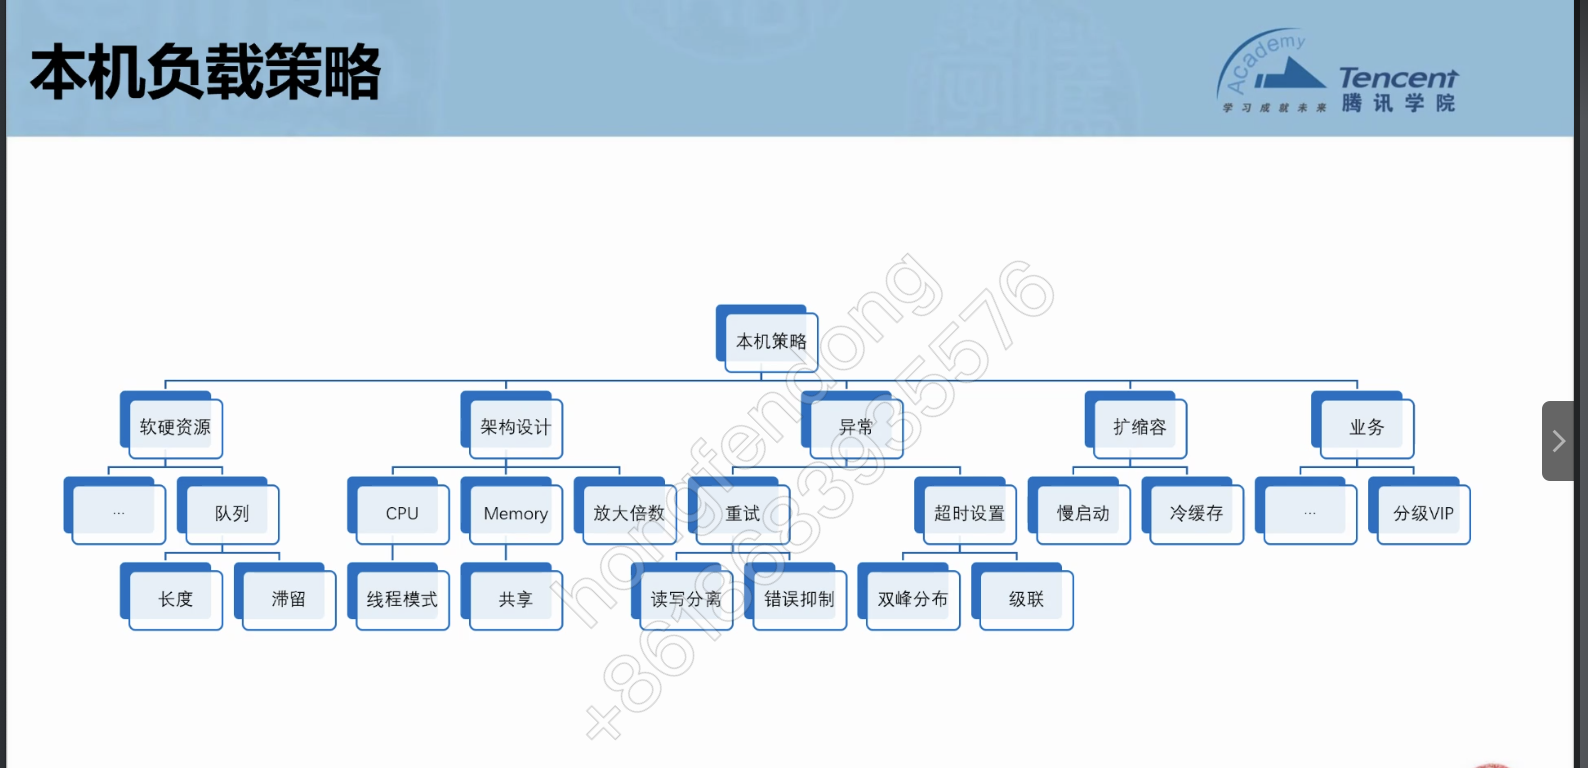 本机负载策略
Academy
学习成就未来
Tencent
腾讯学院
本机策略
软硬资源
架构设计
异常
扩缩容
业务
...
队列
CPU
Memory
放大倍数
重试
超时设置
慢启动
冷缓存
...
分级VIP
长度
滞留
线程模式
共享
读写分离
错误抑制
双峰分布
级联
hongfendong
+8618683935576